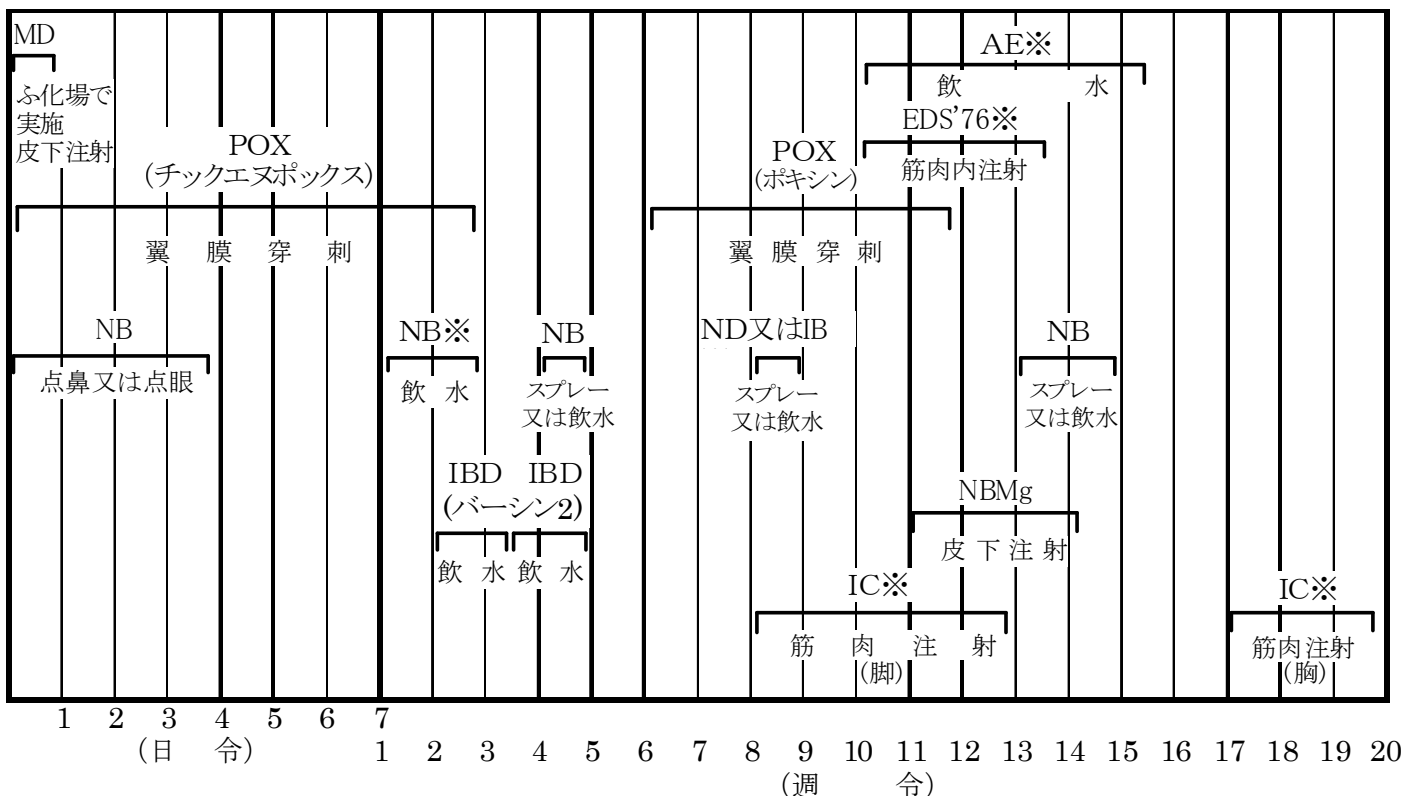 MD
ふ化場で
実施
皮下注射
AE※
飲 水
EDS’76※
筋肉内注射
POX
(チックエヌポックス)
翼 膜 穿 刺
POX
(ポキシン)
翼 膜 穿 刺
NB
点鼻又は点眼
NB※
飲 水
NB
スプレー
又は飲水
ND又はIB
スプレー
又は飲水
NB
スプレー
又は飲水
IBD IBD
(バーシン2)
飲 水 飲 水
NBMg
皮 下 注 射
IC※
筋 肉 注 射
(脚)
IC※
筋肉注射
(胸)
1 2 3 4 5 6 7
(日 令)
1 2 3 4 5 6 7 8 9 10 11 12 13 14 15 16 17 18 19 20
(週 令)